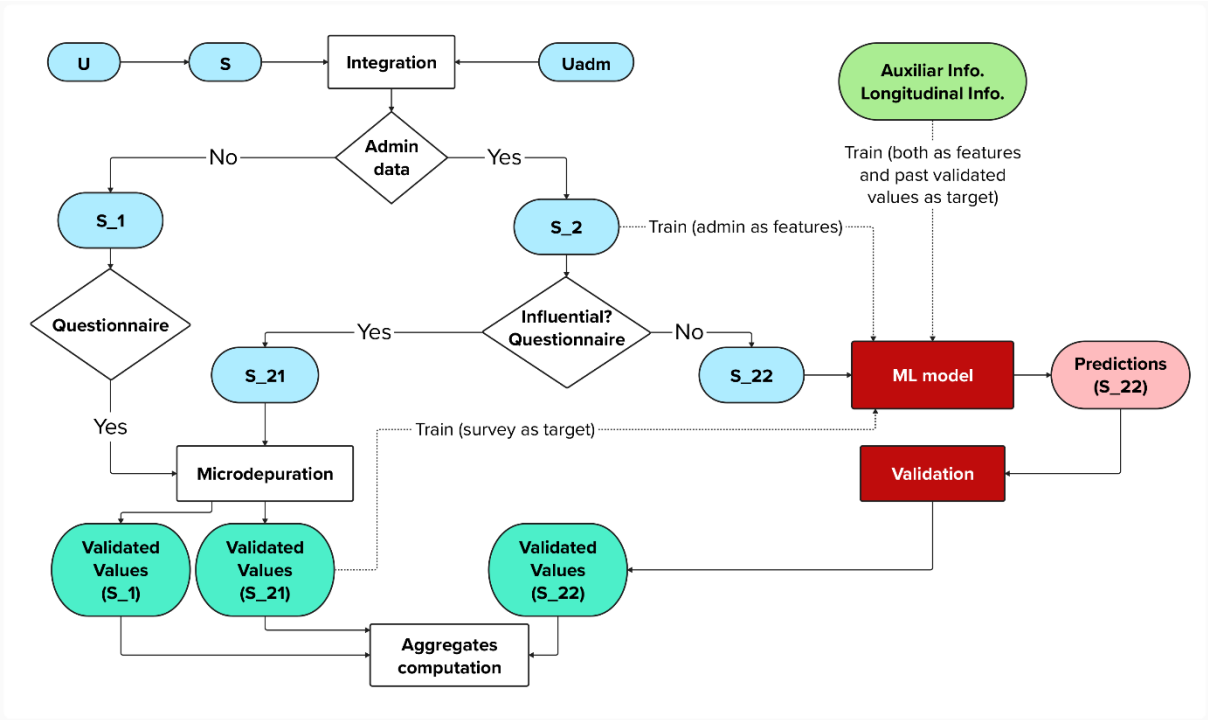 U
S
Integration
Uadm
Auxiliar Info.
Longitudinal Info.
Admin
data
No
Yes
Train (both as features
and past validated
values as target)
S_1
S_2
Train (admin as features)
Questionnaire
Influential?
Questionnaire
Yes
No
S_21
S_22
ML model
Predictions
(S_22)
Yes
Train (survey as target)
Microdepuration
Validation
Validated
Values
(S_1)
Validated
Values
(S_21)
Validated
Values
(S_22)
Aggregates
computation